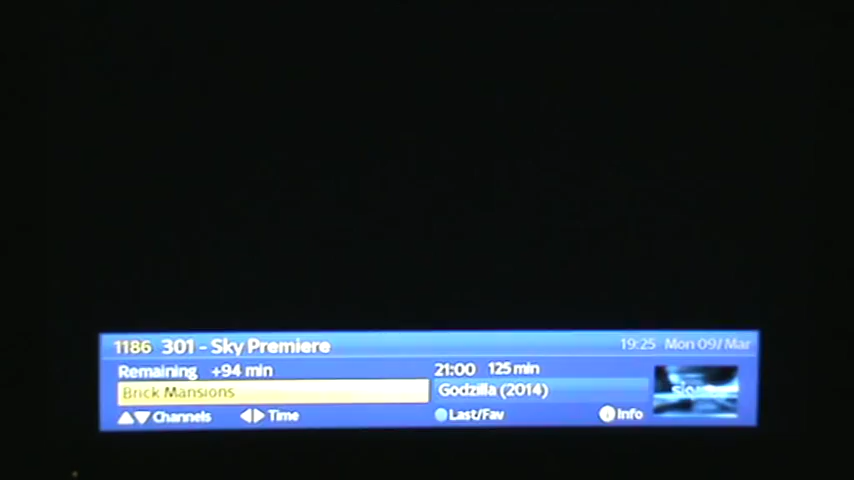 1186 301 - Sky Premiere 19:25 Mon 09/Mar
Remaining +94 min 21:00 125 min
Brick Mansions Godzilla (2014)
Channels Time Last/Fav i Info